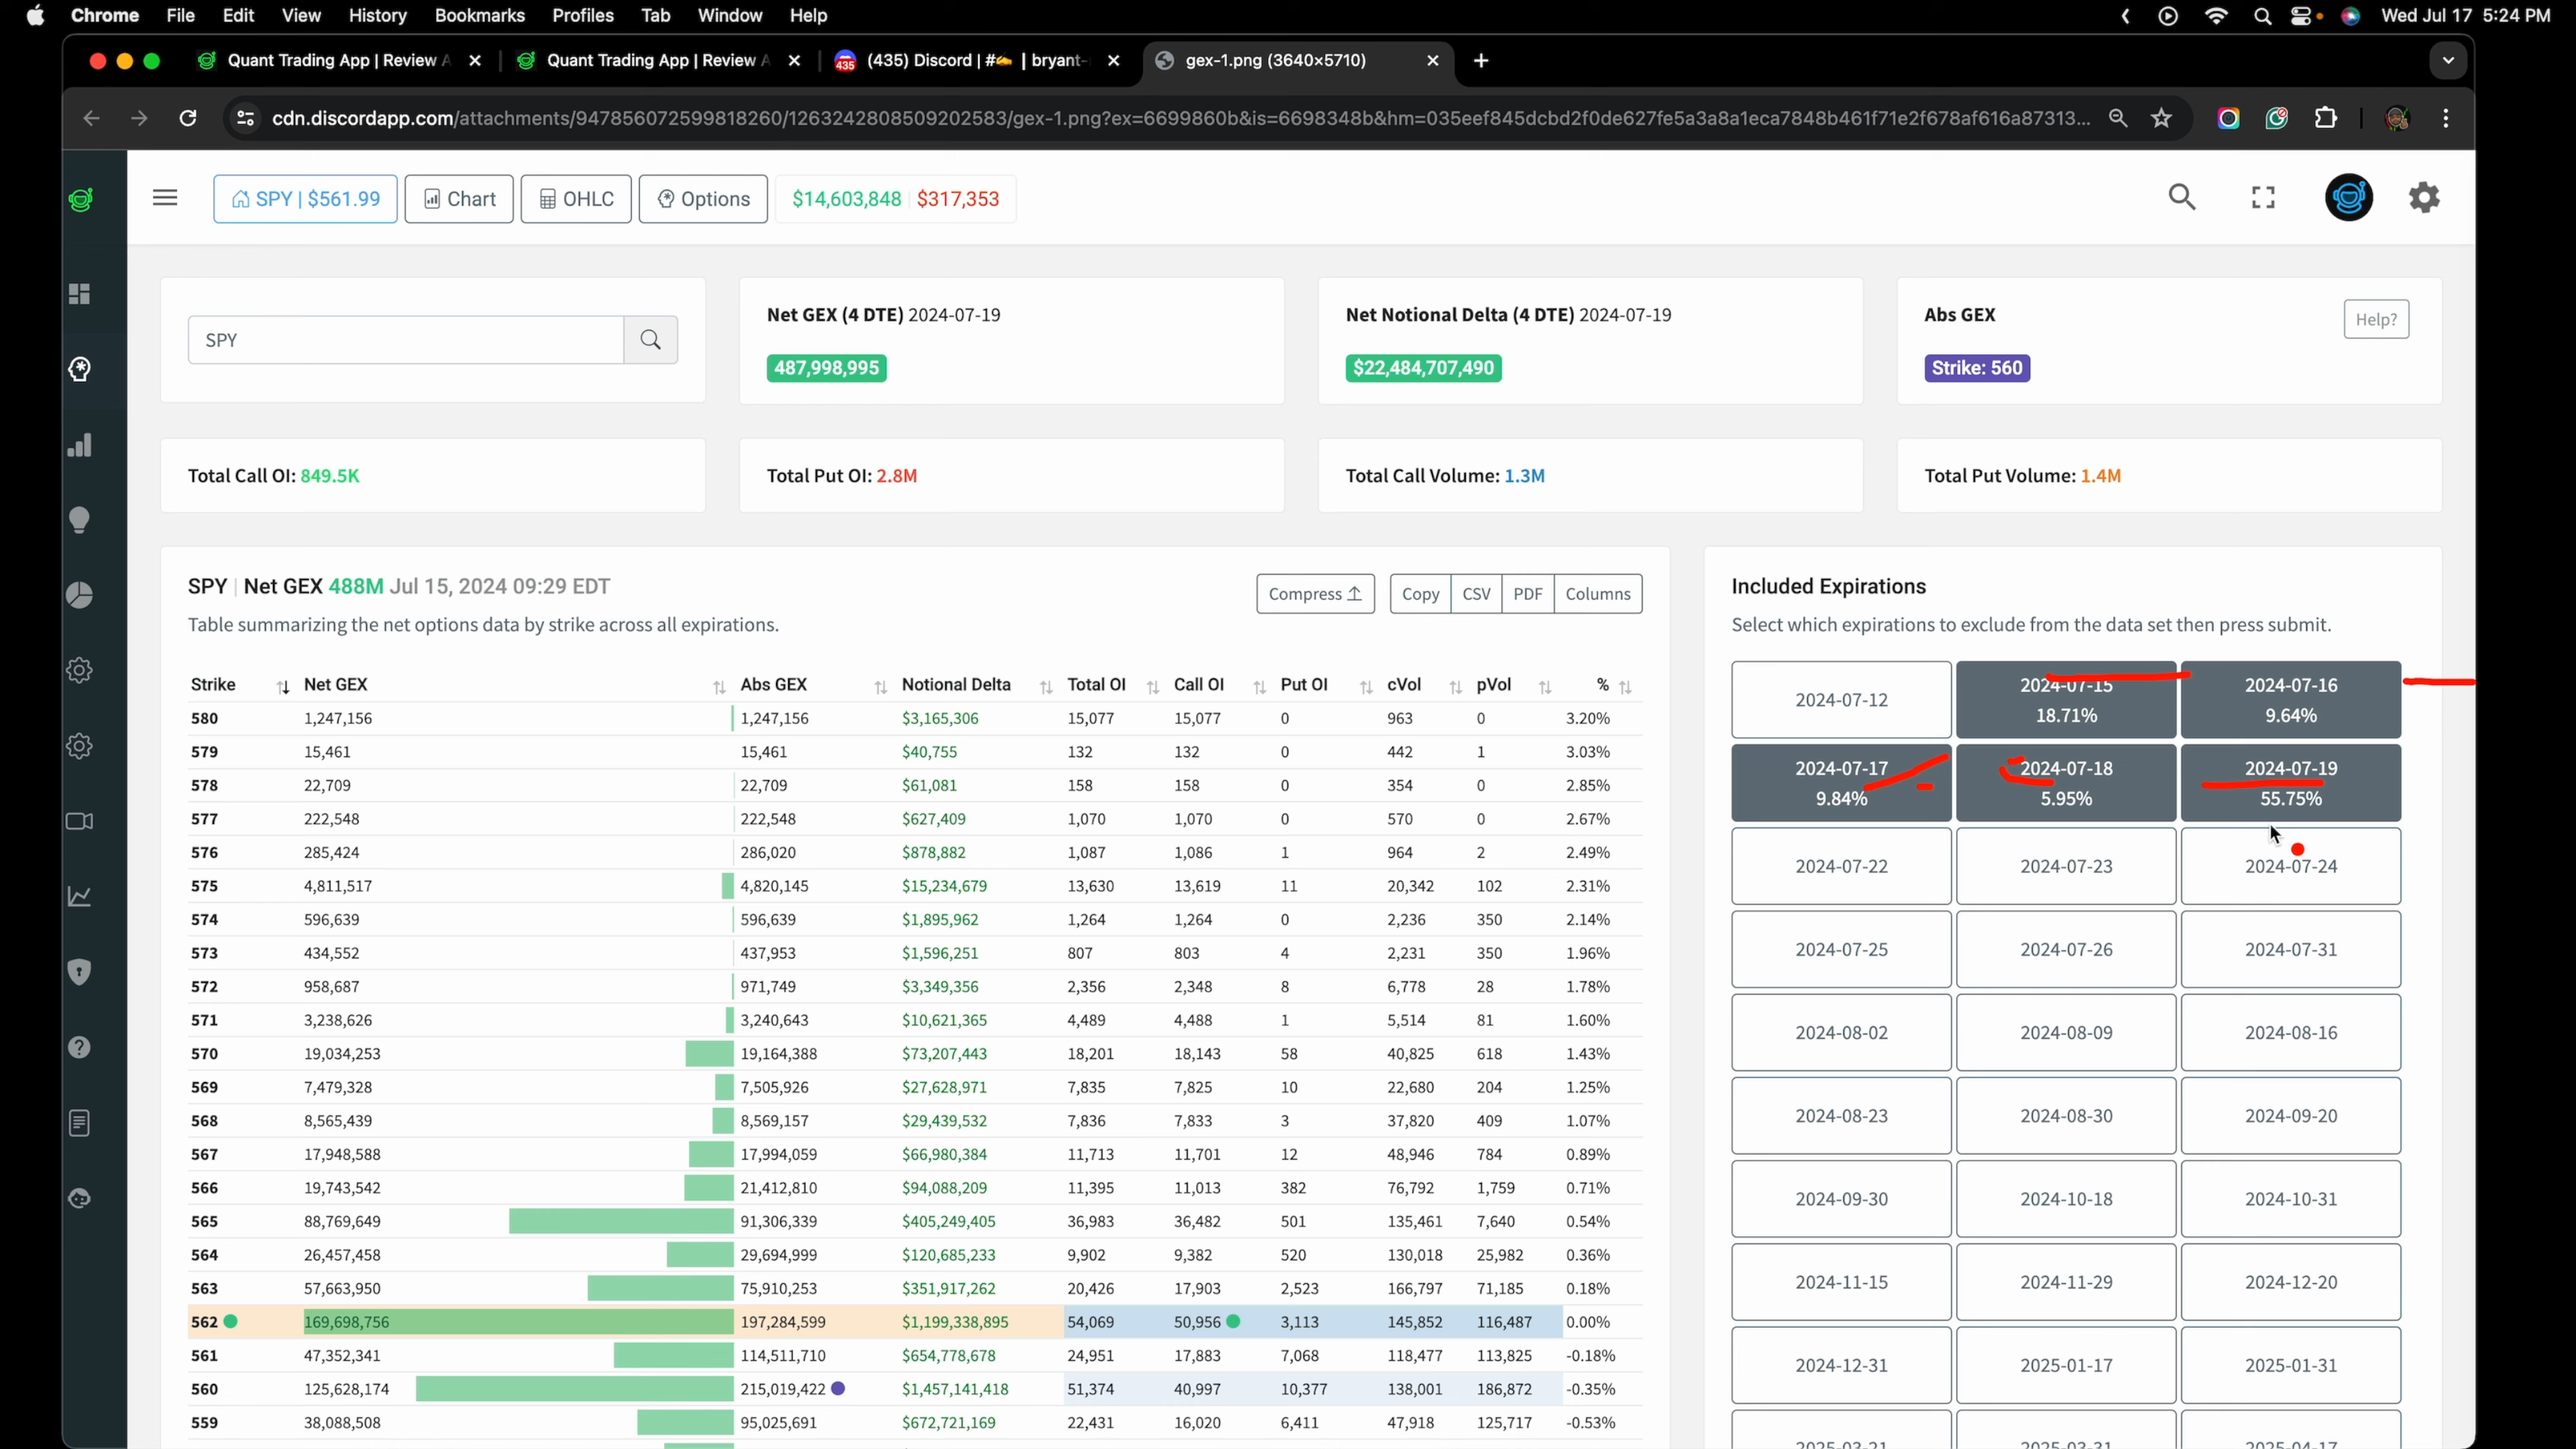 Chrome File Edit View History Bookmarks Profiles Tab Window Help Wed Jul 17 5:24 PM
Quant Trading App | Review A Quant Trading App | Review A (435) Discord | #✍️ | bryant- gex-1.png (3640×5710)
cdn.discordapp.com/attachments/947856072599818260/1263242808509202583/gex-1.png?ex=6699860b&is=6698348b&hm=035eef845dcbd2f0de627fe5a3a8a1eca7848b461f71e2f678af616a87313...
SPY | $561.99 Chart OHLC Options $14,603,848 $317,353
SPY
Net GEX (4 DTE) 2024-07-19
487,998,995
Net Notional Delta (4 DTE) 2024-07-19
$22,484,707,490
Abs GEX Help?
Strike: 560
Total Call OI: 849.5K
Total Put OI: 2.8M
Total Call Volume: 1.3M
Total Put Volume: 1.4M
SPY | Net GEX 488M Jul 15, 2024 09:29 EDT
Compress Copy CSV PDF Columns
Table summarizing the net options data by strike across all expirations.
Strike Net GEX Abs GEX Notional Delta Total OI Call OI Put OI cVol pVol %
580 1,247,156 1,247,156 $3,165,306 15,077 15,077 0 963 0 3.20%
579 15,461 15,461 $40,755 132 132 0 442 1 3.03%
578 22,709 22,709 $61,081 158 158 0 354 0 2.85%
577 222,548 222,548 $627,409 1,070 1,070 0 570 0 2.67%
576 285,424 286,020 $878,882 1,087 1,086 1 964 2 2.49%
575 4,811,517 4,820,145 $15,234,679 13,630 13,619 11 20,342 102 2.31%
574 596,639 596,639 $1,895,962 1,264 1,264 0 2,236 350 2.14%
573 434,552 437,953 $1,596,251 807 803 4 2,231 350 1.96%
572 958,687 971,749 $3,349,356 2,356 2,348 8 6,778 28 1.78%
571 3,238,626 3,240,643 $10,621,365 4,489 4,488 1 5,514 81 1.60%
570 19,034,253 19,164,388 $73,207,443 18,201 18,143 58 40,825 618 1.43%
569 7,479,328 7,505,926 $27,628,971 7,835 7,825 10 22,680 204 1.25%
568 8,565,439 8,569,157 $29,439,532 7,836 7,833 3 37,820 409 1.07%
567 17,948,588 17,994,059 $66,980,384 11,713 11,701 12 48,946 784 0.89%
566 19,743,542 21,412,810 $94,088,209 11,395 11,013 382 76,792 1,759 0.71%
565 88,769,649 91,306,339 $405,249,405 36,983 36,482 501 135,461 7,640 0.54%
564 26,457,458 29,694,999 $120,685,233 9,902 9,382 520 130,018 25,982 0.36%
563 57,663,950 75,910,253 $351,917,262 20,426 17,903 2,523 166,797 71,185 0.18%
562 169,698,756 197,284,599 $1,199,338,895 54,069 50,956 3,113 145,852 116,487 0.00%
561 47,352,341 114,511,710 $654,778,678 24,951 17,883 7,068 118,477 113,825 -0.18%
560 125,628,174 215,019,422 $1,457,141,418 51,374 40,997 10,377 138,001 186,872 -0.35%
559 38,088,508 95,025,691 $672,721,169 22,431 16,020 6,411 47,918 125,717 -0.53%
Included Expirations
Select which expirations to exclude from the data set then press submit.
2024-07-12 2024-07-15 2024-07-16
18.71% 9.64%
2024-07-17 2024-07-18 2024-07-19
9.84% 5.95% 55.75%
2024-07-22 2024-07-23 2024-07-24
2024-07-25 2024-07-26 2024-07-31
2024-08-02 2024-08-09 2024-08-16
2024-08-23 2024-08-30 2024-09-20
2024-09-30 2024-10-18 2024-10-31
2024-11-15 2024-11-29 2024-12-20
2024-12-31 2025-01-17 2025-01-31
2025-03-21 2025-03-31 2025-04-17